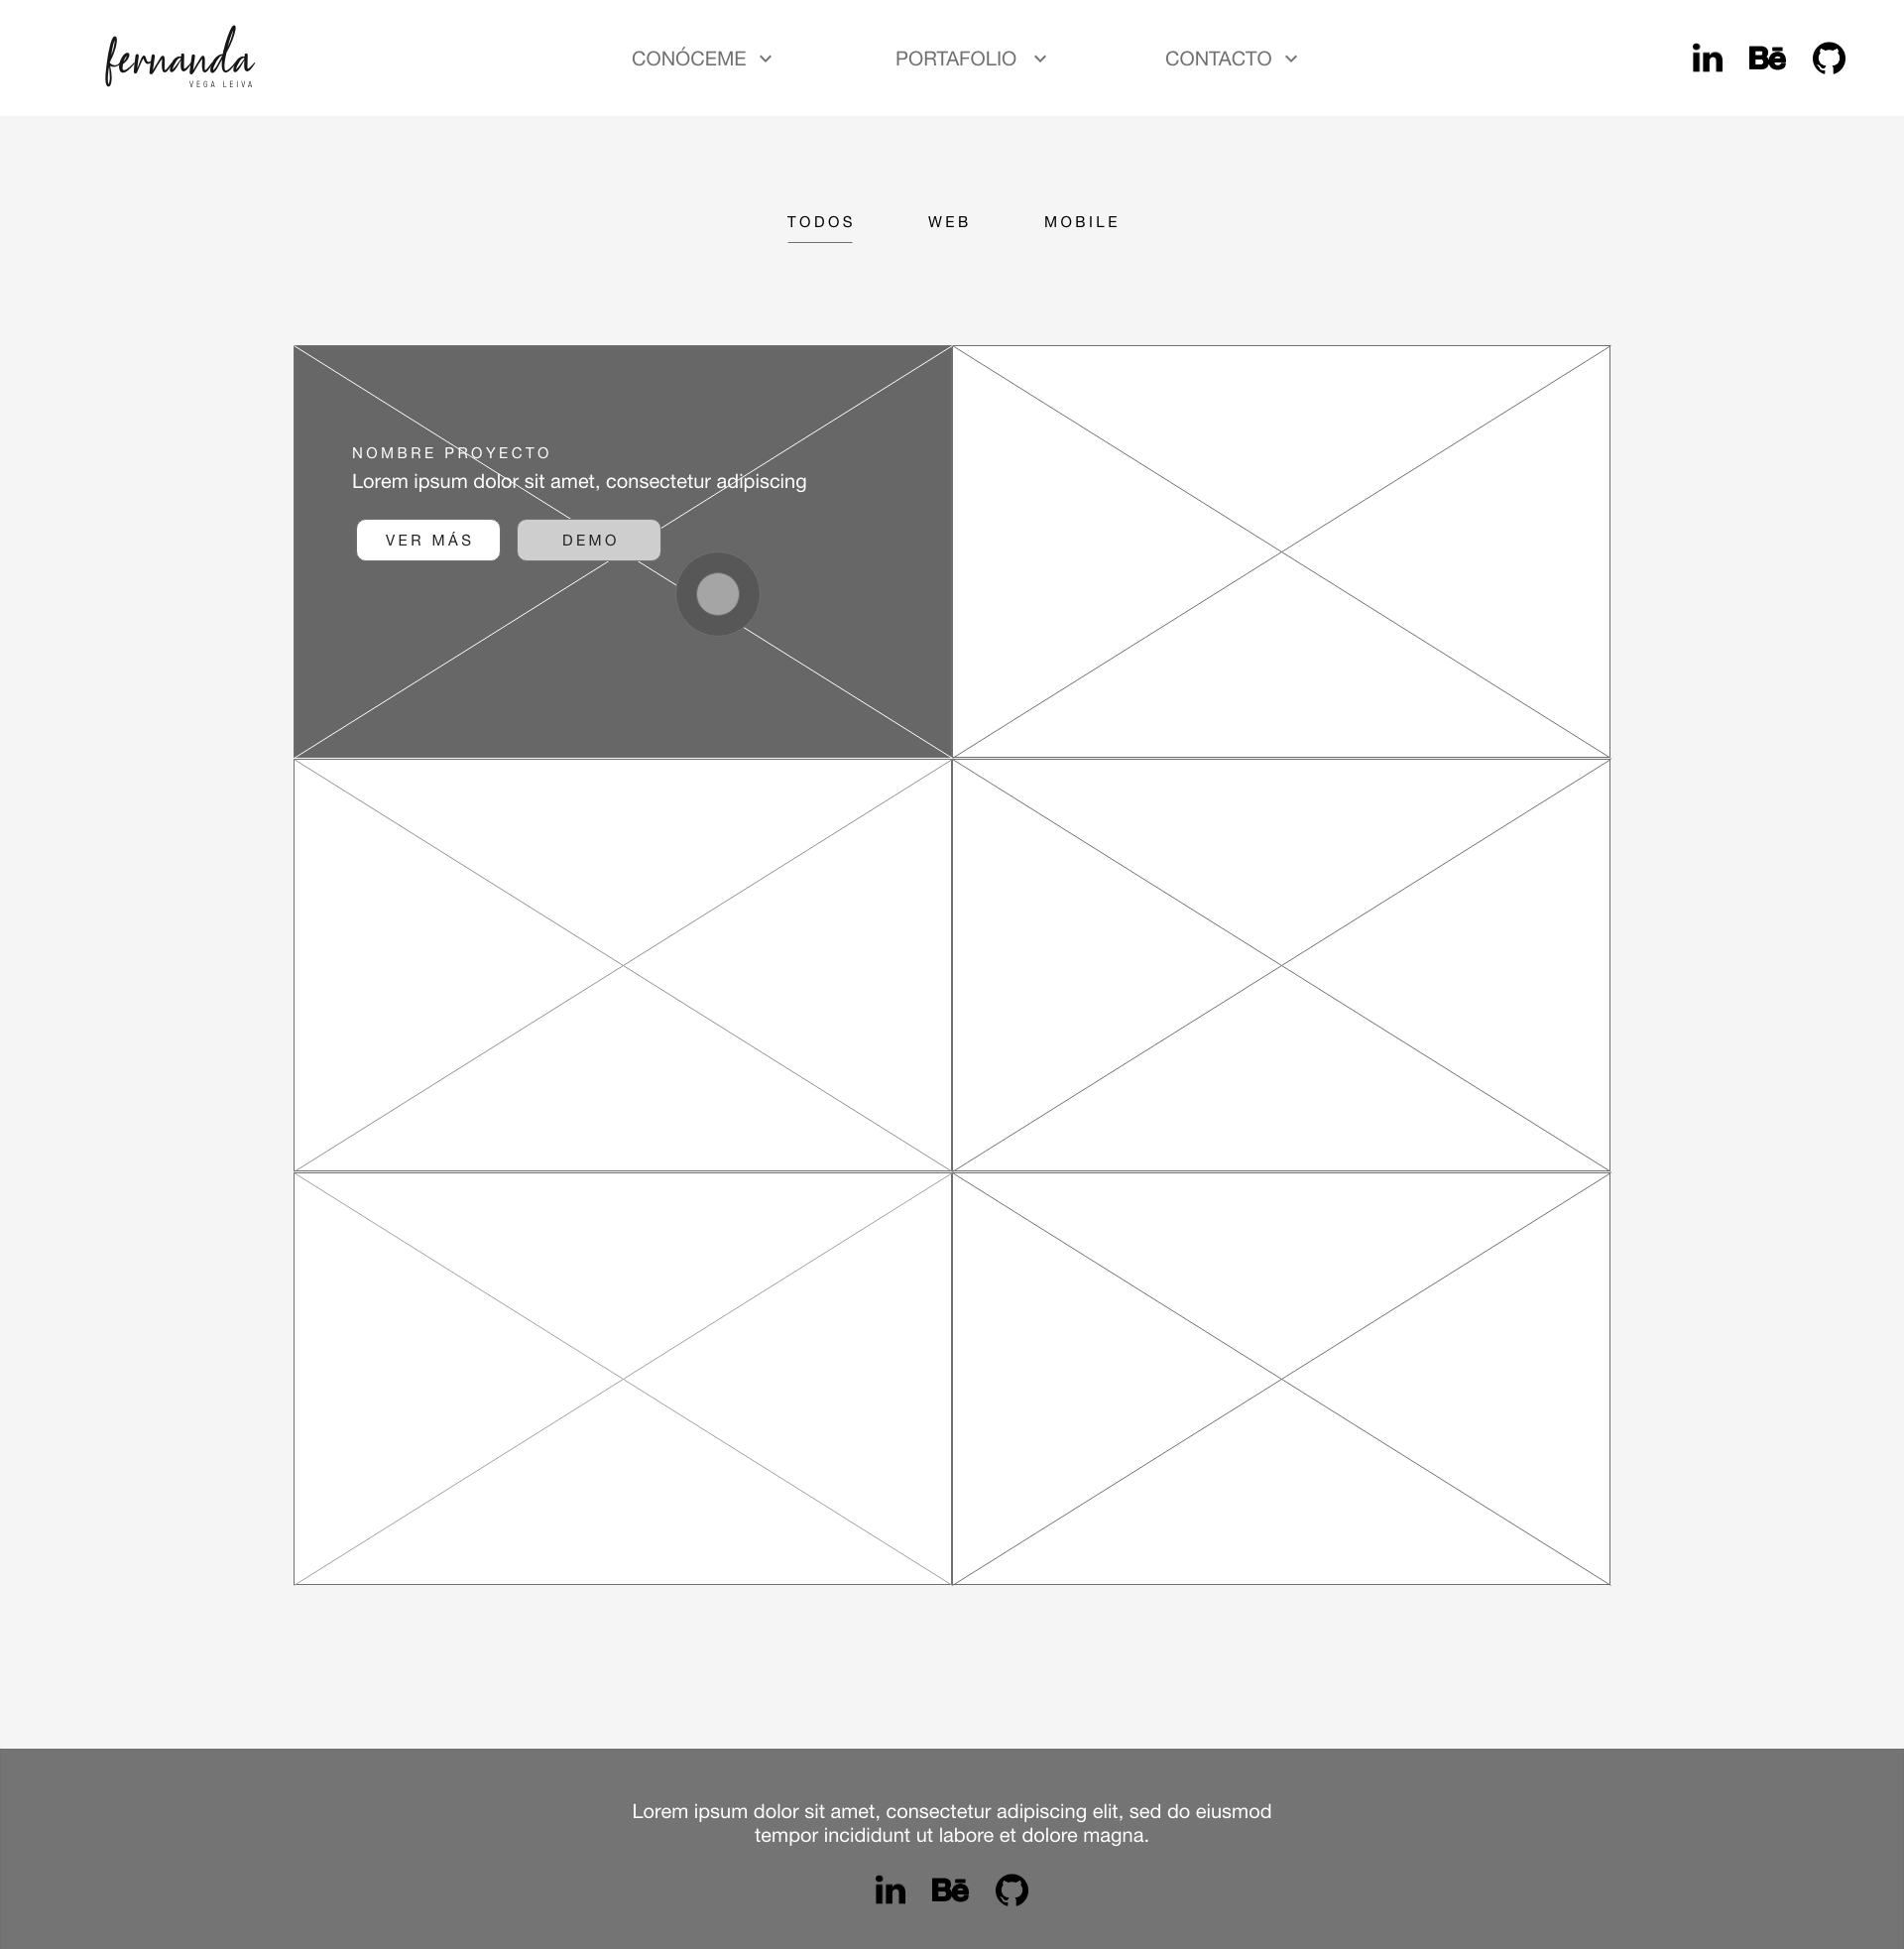 fernanda
VEGA LEIVA
CONÓCEME
PORTAFOLIO
CONTACTO
in
Bē
TODOS
WEB
MOBILE
NOMBRE PROYECTO
Lorem ipsum dolor sit amet, consectetur adipiscing
VER MÁS
DEMO
Lorem ipsum dolor sit amet, consectetur adipiscing elit, sed do eiusmod
tempor incididunt ut labore et dolore magna.
in
Bē